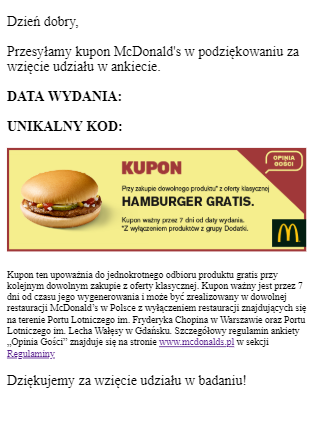 Dzień dobry,
Przesyłamy kupon McDonald's w podziękowaniu za
wzięcie udziału w ankiecie.
DATA WYDANIA:
UNIKALNY KOD:
KUPON
OPINIA
GOŚCI
Przy zakupie dowolnego produktu* z oferty klasycznej
HAMBURGER GRATIS.
Kupon ważny przez 7 dni od daty wydania.
*Z wyłączeniem produktów z grupy Dodatki.
Kupon ten upoważnia do jednokrotnego odbioru produktu gratis przy
kolejnym dowolnym zakupie z oferty klasycznej. Kupon ważny jest przez 7
dni od czasu jego wygenerowania i może być zrealizowany w dowolnej
restauracji McDonald's w Polsce z wyłączeniem restauracji znajdujących się
na terenie Portu Lotniczego im. Fryderyka Chopina w Warszawie oraz Portu
Lotniczego im. Lecha Wałęsy w Gdańsku. Szczegółowy regulamin ankiety
„Opinia Gości” znajduje się na stronie www.mcdonalds.pl w sekcji
Regulaminy
Dziękujemy za wzięcie udziału w badaniu!